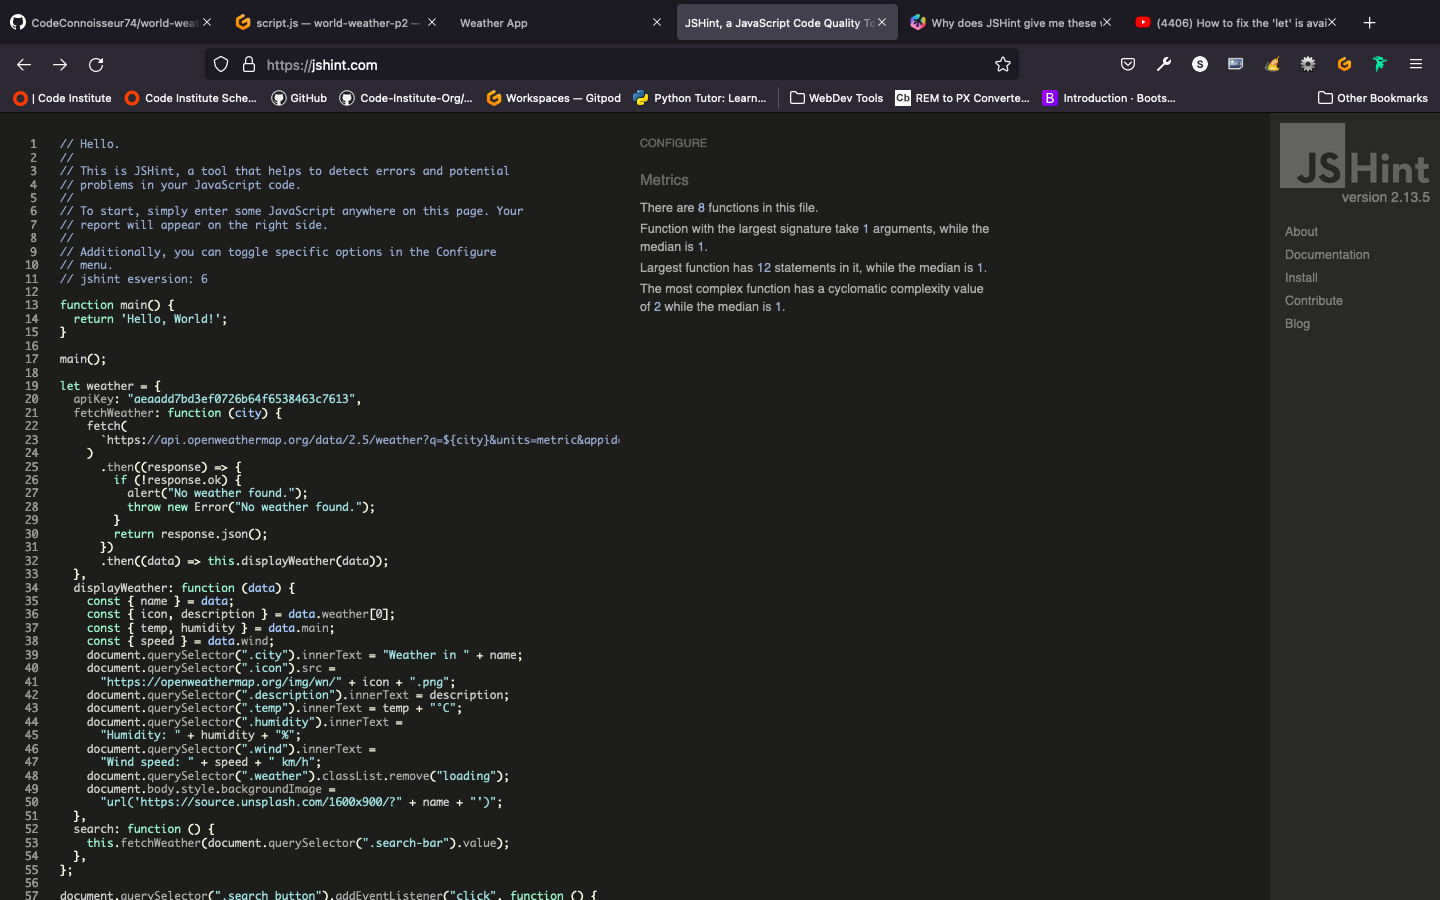 CodeConnoisseur74/world-weat
script.js — world-weather-p2 —
Weather App
JSHint, a JavaScript Code Quality To
Why does JSHint give me these w
(4406) How to fix the 'let' is avai
https://jshint.com
| Code Institute
Code Institute Sche...
GitHub
Code-Institute-Org/...
Workspaces — Gitpod
Python Tutor: Learn...
WebDev Tools
Cb REM to PX Converte...
B Introduction · Boots...
Other Bookmarks
1 // Hello.
2 //
3 // This is JSHint, a tool that helps to detect errors and potential
4 // problems in your JavaScript code.
5 //
6 // To start, simply enter some JavaScript anywhere on this page. Your
7 // report will appear on the right side.
8 //
9 // Additionally, you can toggle specific options in the Configure
10 // menu.
11 // jshint esversion: 6
12
13 function main() {
14 return 'Hello, World!';
15 }
16
17 main();
18
19 let weather = {
20 apiKey: "aeaadd7bd3ef0726b64f6538463c7613",
21 fetchWeather: function (city) {
22 fetch(
23 `https://api.openweathermap.org/data/2.5/weather?q=${city}&units=metric&appid=
24 )
25 .then((response) => {
26 if (!response.ok) {
27 alert("No weather found.");
28 throw new Error("No weather found.");
29 }
30 return response.json();
31 })
32 .then((data) => this.displayWeather(data));
33 },
34 displayWeather: function (data) {
35 const { name } = data;
36 const { icon, description } = data.weather[0];
37 const { temp, humidity } = data.main;
38 const { speed } = data.wind;
39 document.querySelector(".city").innerText = "Weather in " + name;
40 document.querySelector(".icon").src =
41 "https://openweathermap.org/img/wn/" + icon + ".png";
42 document.querySelector(".description").innerText = description;
43 document.querySelector(".temp").innerText = temp + "°C";
44 document.querySelector(".humidity").innerText =
45 "Humidity: " + humidity + "%";
46 document.querySelector(".wind").innerText =
47 "Wind speed: " + speed + " km/h";
48 document.querySelector(".weather").classList.remove("loading");
49 document.body.style.backgroundImage =
50 "url('https://source.unsplash.com/1600x900/?" + name + "')";
51 },
52 search: function () {
53 this.fetchWeather(document.querySelector(".search-bar").value);
54 },
55 };
56
57 document.querySelector(".search button").addEventListener("click", function () {
CONFIGURE
Metrics
There are 8 functions in this file.
Function with the largest signature take 1 arguments, while the
median is 1.
Largest function has 12 statements in it, while the median is 1.
The most complex function has a cyclomatic complexity value
of 2 while the median is 1.
JSHint
version 2.13.5
About
Documentation
Install
Contribute
Blog